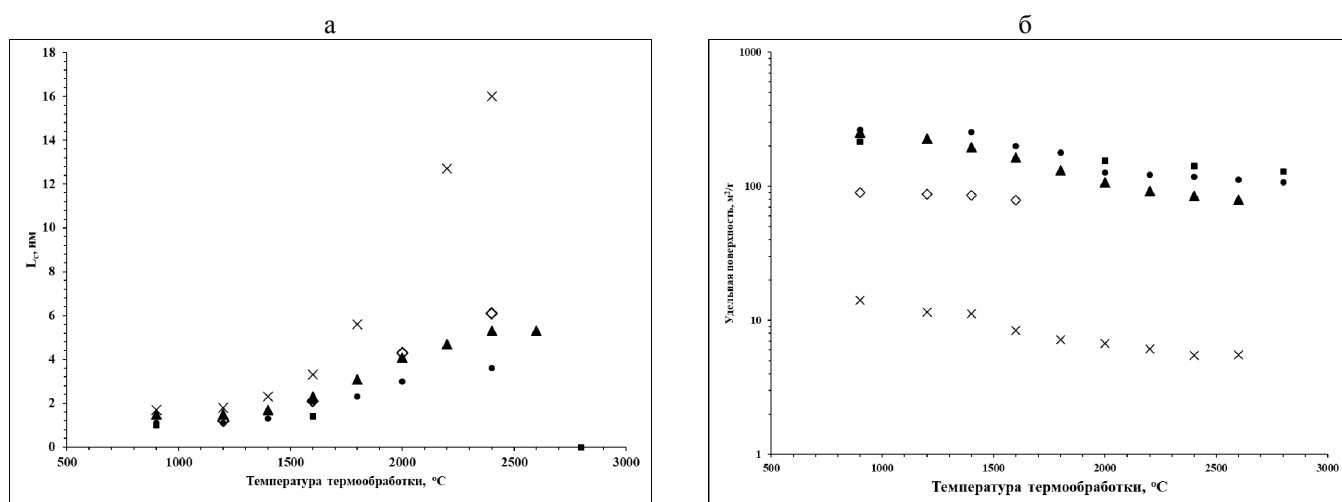 а
18
16
14
12
10
8
6
4
2
0
Lc, нм
500 1000 1500 2000 2500 3000
Температура термообработки, °C
б
1000
100
10
1
Удельная поверхность, м²/г
500 1000 1500 2000 2500 3000
Температура термообработки, °C